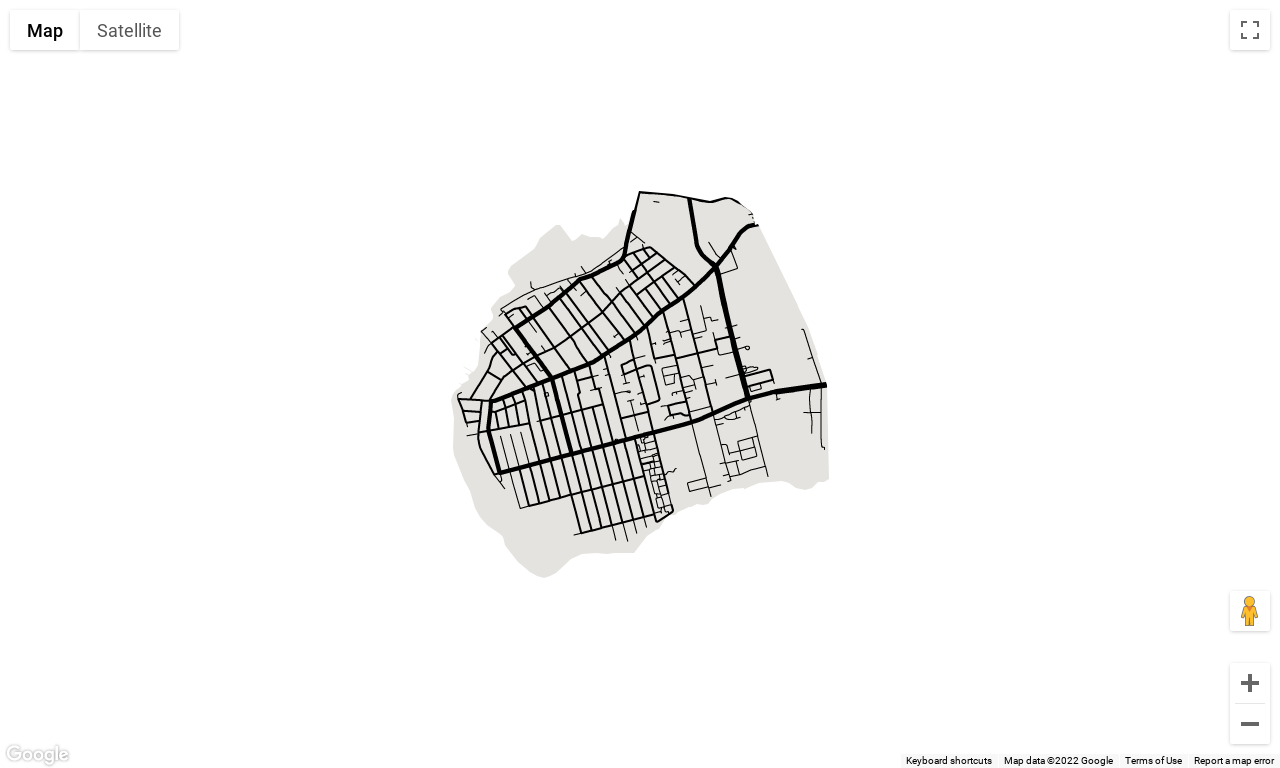 Map Satellite
Google
Keyboard shortcuts Map data ©2022 Google Terms of Use Report a map error